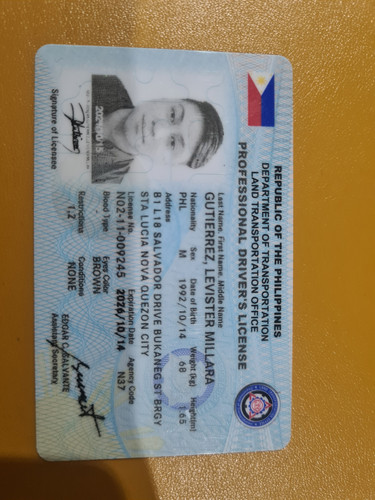 REPUBLIC OF THE PHILIPPINES
DEPARTMENT OF TRANSPORTATION
LAND TRANSPORTATION OFFICE
PROFESSIONAL DRIVER'S LICENSE
Last Name, First Name, Middle Name
GUTIERREZ, LEVISTER MILLARA
Nationality Sex Date of Birth Weight (kg) Height(m)
PHL M 1992/10/14 68 1.65
Address
B1 L18 SALVADOR DRIVE BUKANEG ST BRGY
STA LUCIA NOVA QUEZON CITY
License No. Expiration Date Agency Code
N02-11-009245 2026/10/14 N37
Blood Type Eyes Color
BROWN
Restrictions Conditions
1,2 NONE
Signature of Licensee
EDGAR C. GALVANTE
Assistant Secretary